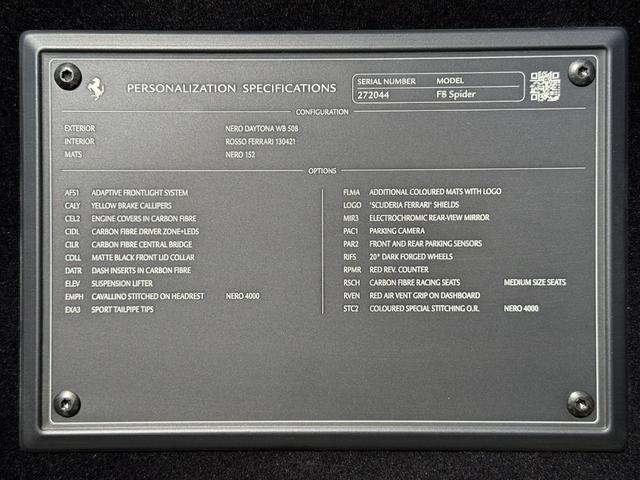 PERSONALIZATION SPECIFICATIONS
SERIAL NUMBER MODEL
272044 F8 Spider
CONFIGURATION
EXTERIOR NERO DAYTONA WB 508
INTERIOR ROSSO FERRARI 130421
MATS NERO 152
OPTIONS
AFS1 ADAPTIVE FRONTLIGHT SYSTEM
CALY YELLOW BRAKE CALLIPERS
CEL2 ENGINE COVERS IN CARBON FIBRE
CIDL CARBON FIBRE DRIVER ZONE+LEDS
CILR CARBON FIBRE CENTRAL BRIDGE
COLL MATTE BLACK FRONT LID COLLAR
DATR DASH INSERTS IN CARBON FIBRE
ELEV SUSPENSION LIFTER
EMPH CAVALLINO STITCHED ON HEADREST NERO 4000
EXA3 SPORT TAILPIPE TIPS
FLMA ADDITIONAL COLOURED MATS WITH LOGO
LOGO 'SCUDERIA FERRARI' SHIELDS
MIR3 ELECTROCHROMIC REAR-VIEW MIRROR
PAC1 PARKING CAMERA
PAR2 FRONT AND REAR PARKING SENSORS
RIF5 20" DARK FORGED WHEELS
RPMR RED REV. COUNTER
RSCH CARBON FIBRE RACING SEATS MEDIUM SIZE SEATS
RVEN RED AIR VENT GRIP ON DASHBOARD
STC2 COLOURED SPECIAL STITCHING O.R. NERO 4000